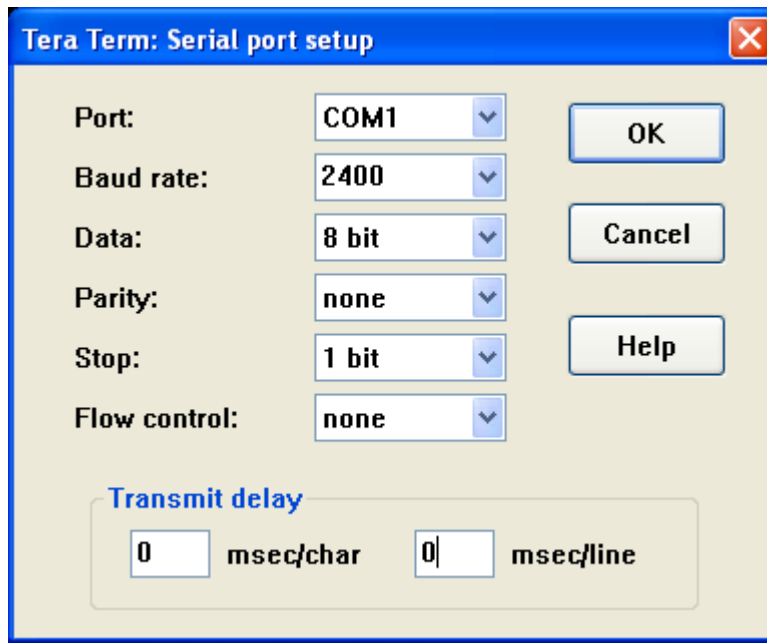 Tera Term: Serial port setup
Port: COM1
OK
Baud rate: 2400
Data: 8 bit
Cancel
Parity: none
Stop: 1 bit
Help
Flow control: none
Transmit delay
0 msec/char 0 msec/line